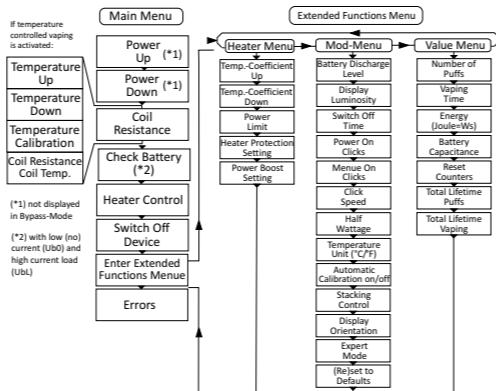 If temperature
controlled vaping
is activated:
Temperature
Up
Temperature
Down
Temperature
Calibration
Coil Resistance
Coil Temp.
(*1) not displayed
in Bypass-Mode
(*2) with low (no)
current (Ub0) and
high current load
(UbL)
Main Menu
Power
Up (*1)
Power
Down (*1)
Coil
Resistance
Check Battery
(*2)
Heater Control
Switch Off
Device
Enter Extended
Functions Menue
Errors
Extended Functions Menu
Heater Menu
Temp.-Coefficient
Up
Temp.-Coefficient
Down
Power
Limit
Heater Protection
Setting
Power Boost
Setting
Mod-Menu
Battery Discharge
Level
Display
Luminosity
Switch Off
Time
Power On
Clicks
Menue On
Clicks
Click
Speed
Half
Wattage
Temperature
Unit (°C/°F)
Automatic
Calibration on/off
Stacking
Control
Display
Orientation
Expert
Mode
(Re)set to
Defaults
Value Menu
Number of
Puffs
Vaping
Time
Energy
(Joule=Ws)
Battery
Capacitance
Reset
Counters
Total Lifetime
Puffs
Total Lifetime
Vaping